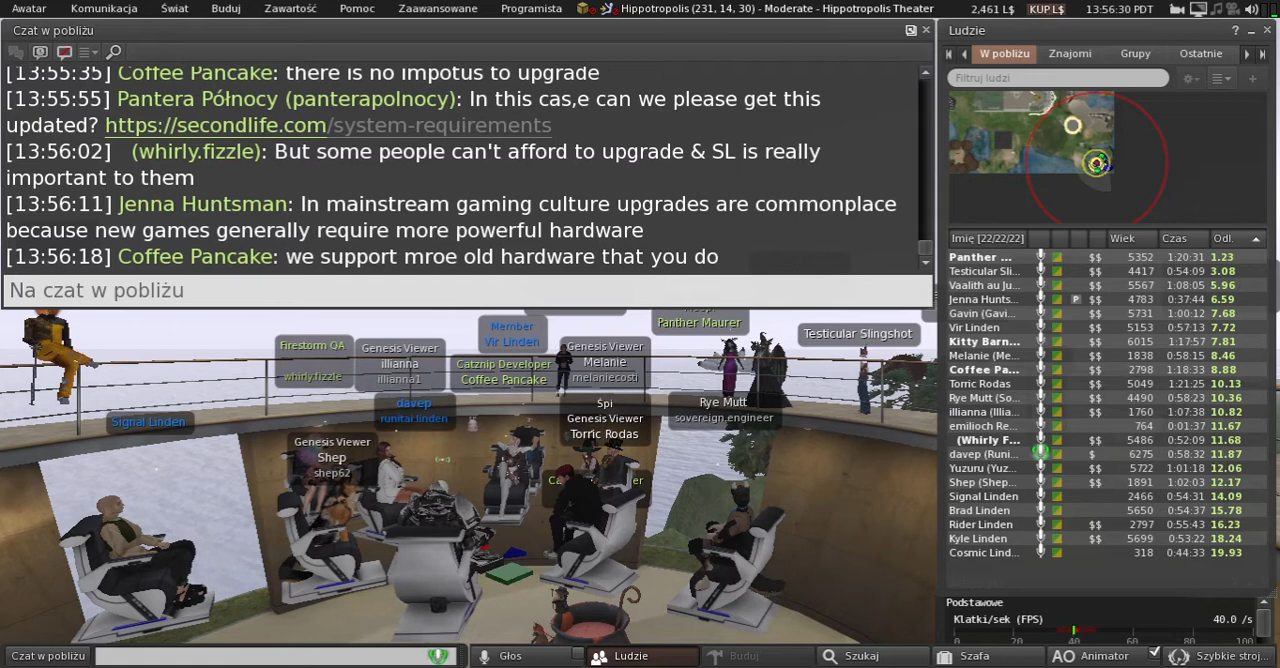 Awatar Komunikacja Świat Buduj Zawartość Pomoc Zaawansowane Programista Hippotropolis (231, 14, 30) - Moderate - Hippotropolis Theater 2,461 L$ KUP L$ 13:56:30 PDT
Czat w pobliżu
[13:55:35] Coffee Pancake: there is no impotus to upgrade
[13:55:55] Pantera Północy (panterapolnocy): In this cas,e can we please get this
updated? https://secondlife.com/system-requirements
[13:56:02] (whirly.fizzle): But some people can't afford to upgrade & SL is really
important to them
[13:56:11] Jenna Huntsman: In mainstream gaming culture upgrades are commonplace
because new games generally require more powerful hardware
[13:56:18] Coffee Pancake: we support mroe old hardware that you do
Na czat w pobliżu
Ludzie
W pobliżu Znajomi Grupy Ostatnie
Filtruj ludzi
Imię [22/22/22] Wiek Czas Odl.
Panther ... $$ 5352 1:20:31 1.23
Testicular Sli... $$ 4417 0:54:09 3.08
Vaalith au Ju... $$ 5567 1:08:05 5.96
Jenna Hunts... P $$ 4783 0:37:44 6.59
Gavin (Gavi... $$ 5731 1:00:12 7.68
Vir Linden $$ 5153 0:57:13 7.72
Kitty Barn... $$ 6015 1:17:57 7.81
Melanie (Me... $$ 1838 0:58:15 8.46
Coffee Pa... $$ 2798 1:18:33 8.88
Torric Rodas $$ 5049 1:21:25 10.13
Rye Mutt (So... $$ 4490 0:58:23 10.36
illianna (Illia... $$ 1760 1:07:38 10.82
emilioch Re... 764 0:01:37 11.67
(Whirly F... $$ 5486 0:52:09 11.68
davep (Runi... $ 6275 0:58:32 11.87
Yuzuru (Yuz... $$ 5722 1:01:18 12.06
Shep (Shep... $$ 1891 1:02:03 12.17
Signal Linden 2466 0:54:31 14.09
Brad Linden 5650 0:54:37 15.78
Rider Linden $$ 2797 0:55:43 16.23
Kyle Linden $$ 5699 0:53:22 18.24
Cosmic Lind... 318 0:44:33 19.93
Podstawowe
Klatki/sek (FPS) 40.0 /s
0 20 40 60 80 100
Panther Maurer
Testicular Slingshot
Member
Vir Linden
Firestorm QA
whirly.fizzle
Genesis Viewer
illianna
illianna1
Catznip Developer
Coffee Pancake
Genesis Viewer
Melanie
melaniecosti
davep
runitai.linden
Śpi
Genesis Viewer
Torric Rodas
Rye Mutt
sovereign.engineer
Signal Linden
Genesis Viewer
Shep
shep62
Czat w pobliżu Głos Ludzie Buduj Szukaj Szafa AO Animator Szybkie stroj...